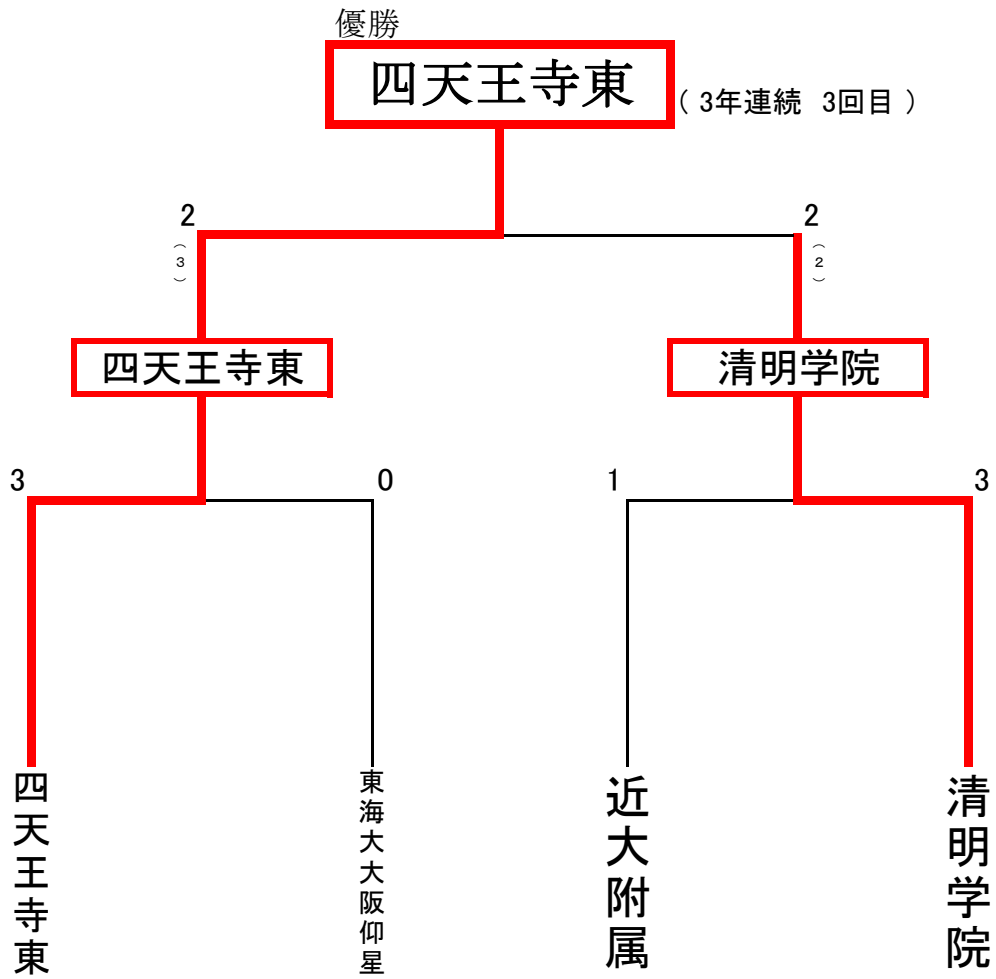 優勝
四天王寺東
( 3年連続 3回目 )
2
2
(3)
(2)
四天王寺東
清明学院
3
0
1
3
四天王寺東
東海大大阪仰星
近大附属
清明学院